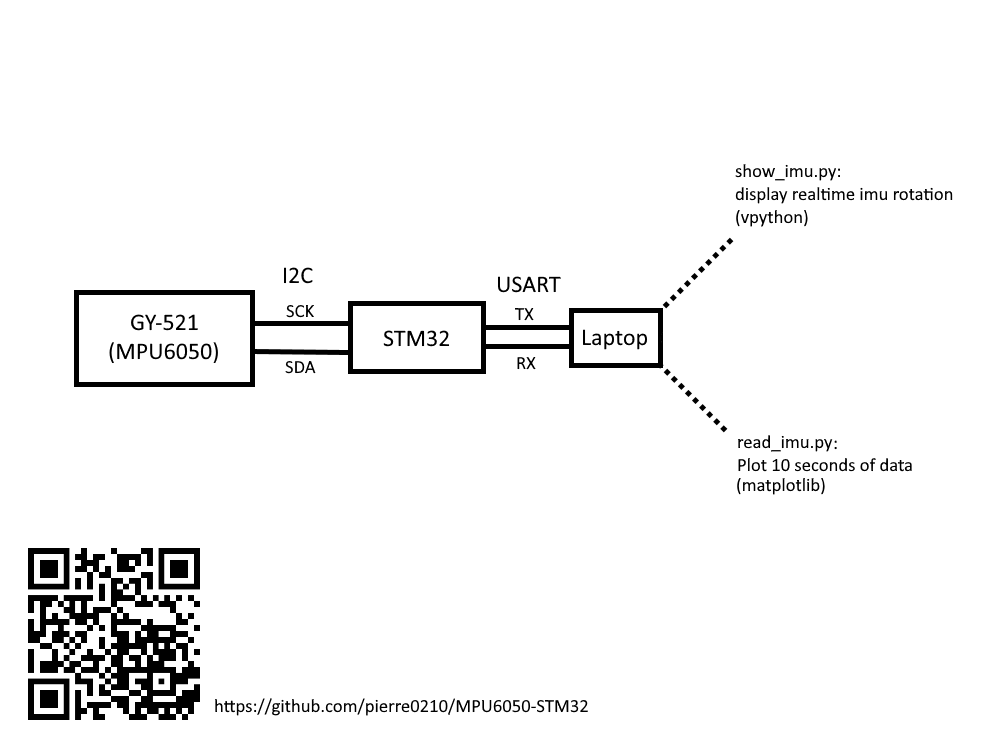 show_imu.py:
display realtime imu rotation
(vpython)
I2C
USART
SCK
TX
GY-521
(MPU6050)
STM32
Laptop
SDA
RX
read_imu.py:
Plot 10 seconds of data
(matplotlib)
https://github.com/pierre0210/MPU6050-STM32